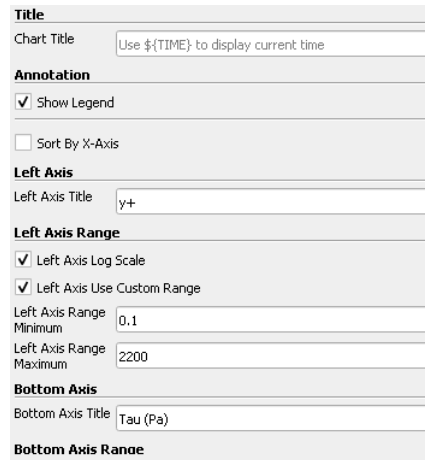 Title
Chart Title Use ${TIME} to display current time
Annotation
Show Legend
Sort By X-Axis
Left Axis
Left Axis Title y+
Left Axis Range
Left Axis Log Scale
Left Axis Use Custom Range
Left Axis Range
Minimum 0.1
Left Axis Range
Maximum 2200
Bottom Axis
Bottom Axis Title Tau (Pa)
Bottom Axis Range